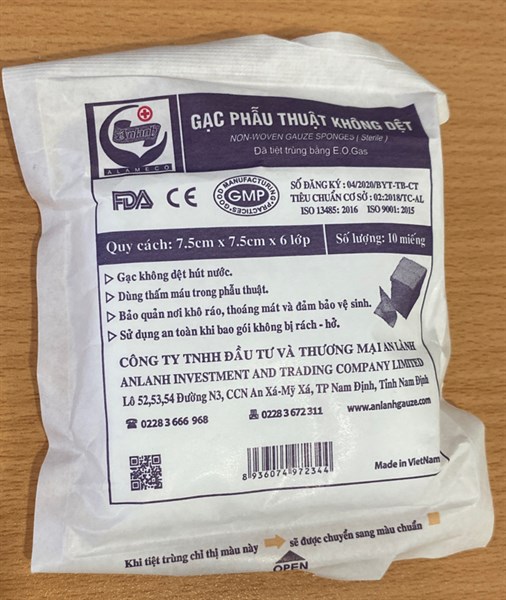 Anlanh
ALAMECO
GẠC PHẪU THUẬT KHÔNG DỆT
NON-WOVEN GAUZE SPONGES ( Sterile )
Đã tiệt trùng bằng E.O.Gas
FDA CE GOOD MANUFACTURING PRACTICES GMP
SỐ ĐĂNG KÝ : 04/2020/BYT-TB-CT
TIÊU CHUẨN CƠ SỞ : 02:2018/TC-AL
ISO 13485: 2016 ISO 9001: 2015
Quy cách: 7.5cm x 7.5cm x 6 lớp
Số lượng: 10 miếng
Gạc không dệt hút nước.
Dùng thấm máu trong phẫu thuật.
Bảo quản nơi khô ráo, thoáng mát và đảm bảo vệ sinh.
Sử dụng an toàn khi bao gói không bị rách - hở.
CÔNG TY TNHH ĐẦU TƯ VÀ THƯƠNG MẠI AN LÀNH
ANLANH INVESTMENT AND TRADING COMPANY LIMITED
Lô 52,53,54 Đường N3, CCN An Xá-Mỹ Xá, TP Nam Định, Tỉnh Nam Định
0228 3 666 968 0228 3 672 311 www.anlanhgauze.com
8 936074 972344
Made in VietNam
Khi tiệt trùng chỉ thị màu này sẽ được chuyển sang màu chuẩn
OPEN